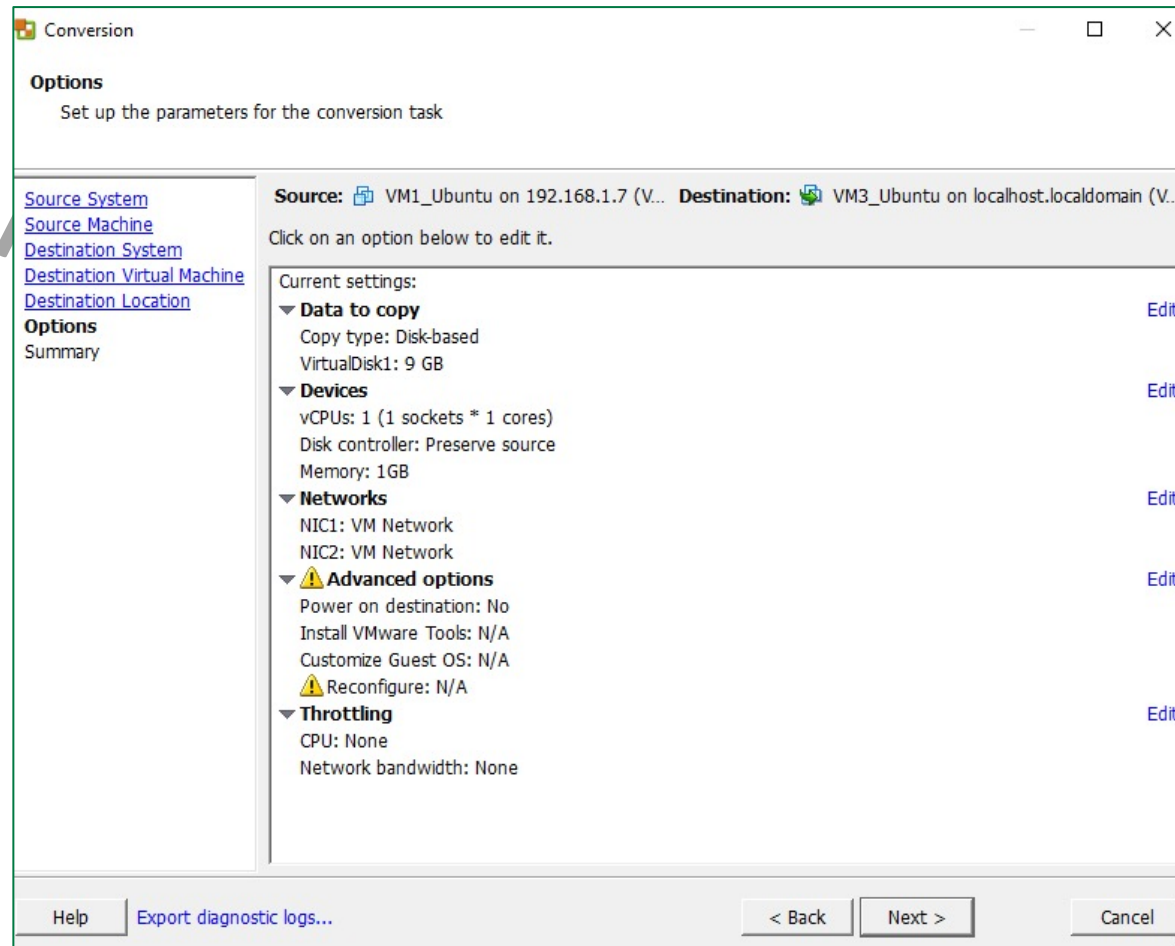 Conversion
Options
Set up the parameters for the conversion task
Source System
Source Machine
Destination System
Destination Virtual Machine
Destination Location
Options
Summary
Source: VM1_Ubuntu on 192.168.1.7 (V... Destination: VM3_Ubuntu on localhost.localdomain (V...
Click on an option below to edit it.
Current settings:
Data to copy Edit
Copy type: Disk-based
VirtualDisk1: 9 GB
Devices Edit
vCPUs: 1 (1 sockets * 1 cores)
Disk controller: Preserve source
Memory: 1GB
Networks Edit
NIC1: VM Network
NIC2: VM Network
Advanced options Edit
Power on destination: No
Install VMware Tools: N/A
Customize Guest OS: N/A
Reconfigure: N/A
Throttling Edit
CPU: None
Network bandwidth: None
Help Export diagnostic logs... < Back Next > Cancel